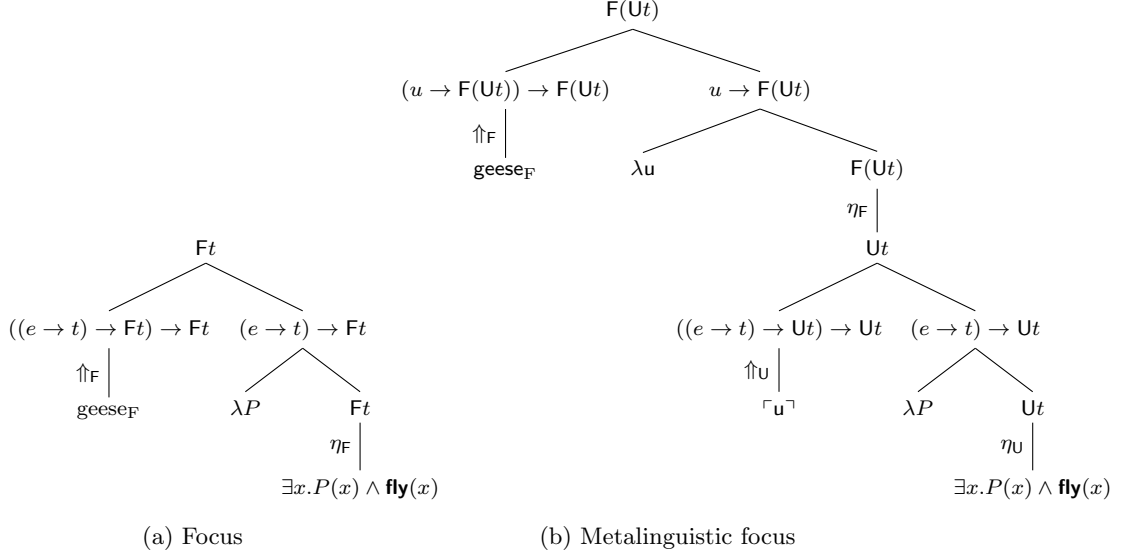 F(Ut)
(u → F(Ut)) → F(Ut) u → F(Ut)
⇑F
geeseF λu F(Ut)
ηF
Ft Ut
((e → t) → Ft) → Ft (e → t) → Ft ((e → t) → Ut) → Ut (e → t) → Ut
⇑F ⇑U
geeseF λP Ft ⌜u⌝ λP Ut
ηF ηU
∃x.P(x) ∧ fly(x) ∃x.P(x) ∧ fly(x)
(a) Focus (b) Metalinguistic focus